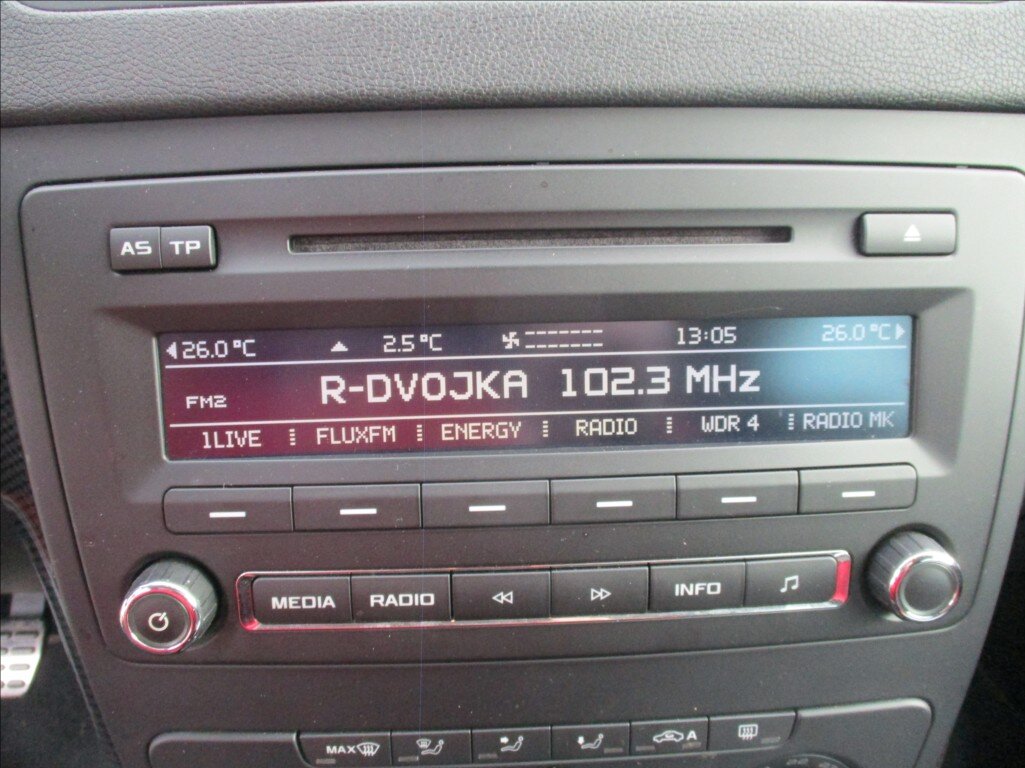 AS TP
26.0 °C 2.5 °C 13:05 26.0 °C
FM2 R-DVOJKA 102.3 MHz
1LIVE FLUXFM ENERGY RADIO WDR 4 RADIO MK
MEDIA RADIO INFO
MAX A